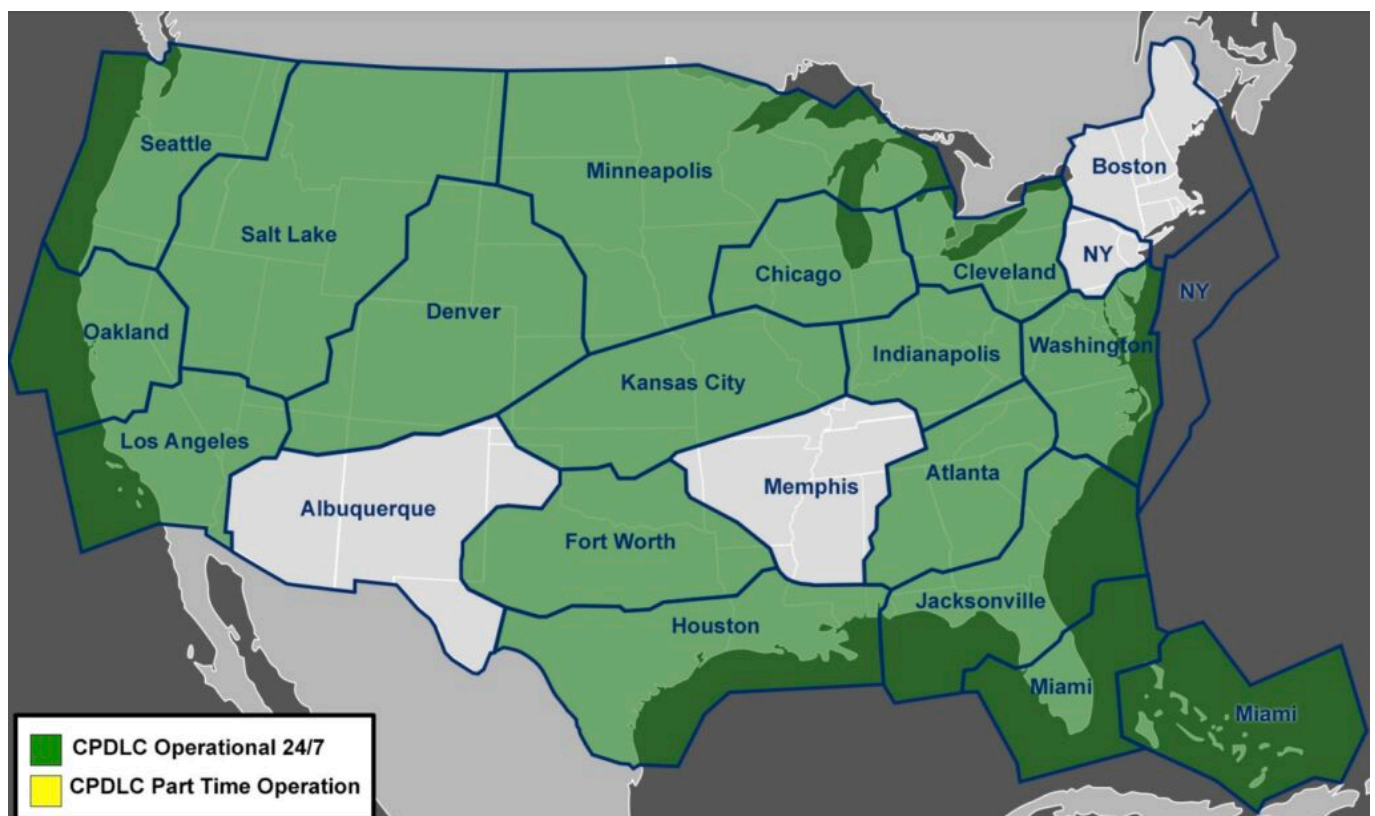 Seattle
Boston
Minneapolis
Salt Lake
NY
Cleveland
Chicago
NY
Denver
Oakland
Washington
Indianapolis
Kansas City
Los Angeles
Atlanta
Memphis
Albuquerque
Fort Worth
Jacksonville
Houston
Miami
Miami
CPDLC Operational 24/7
CPDLC Part Time Operation